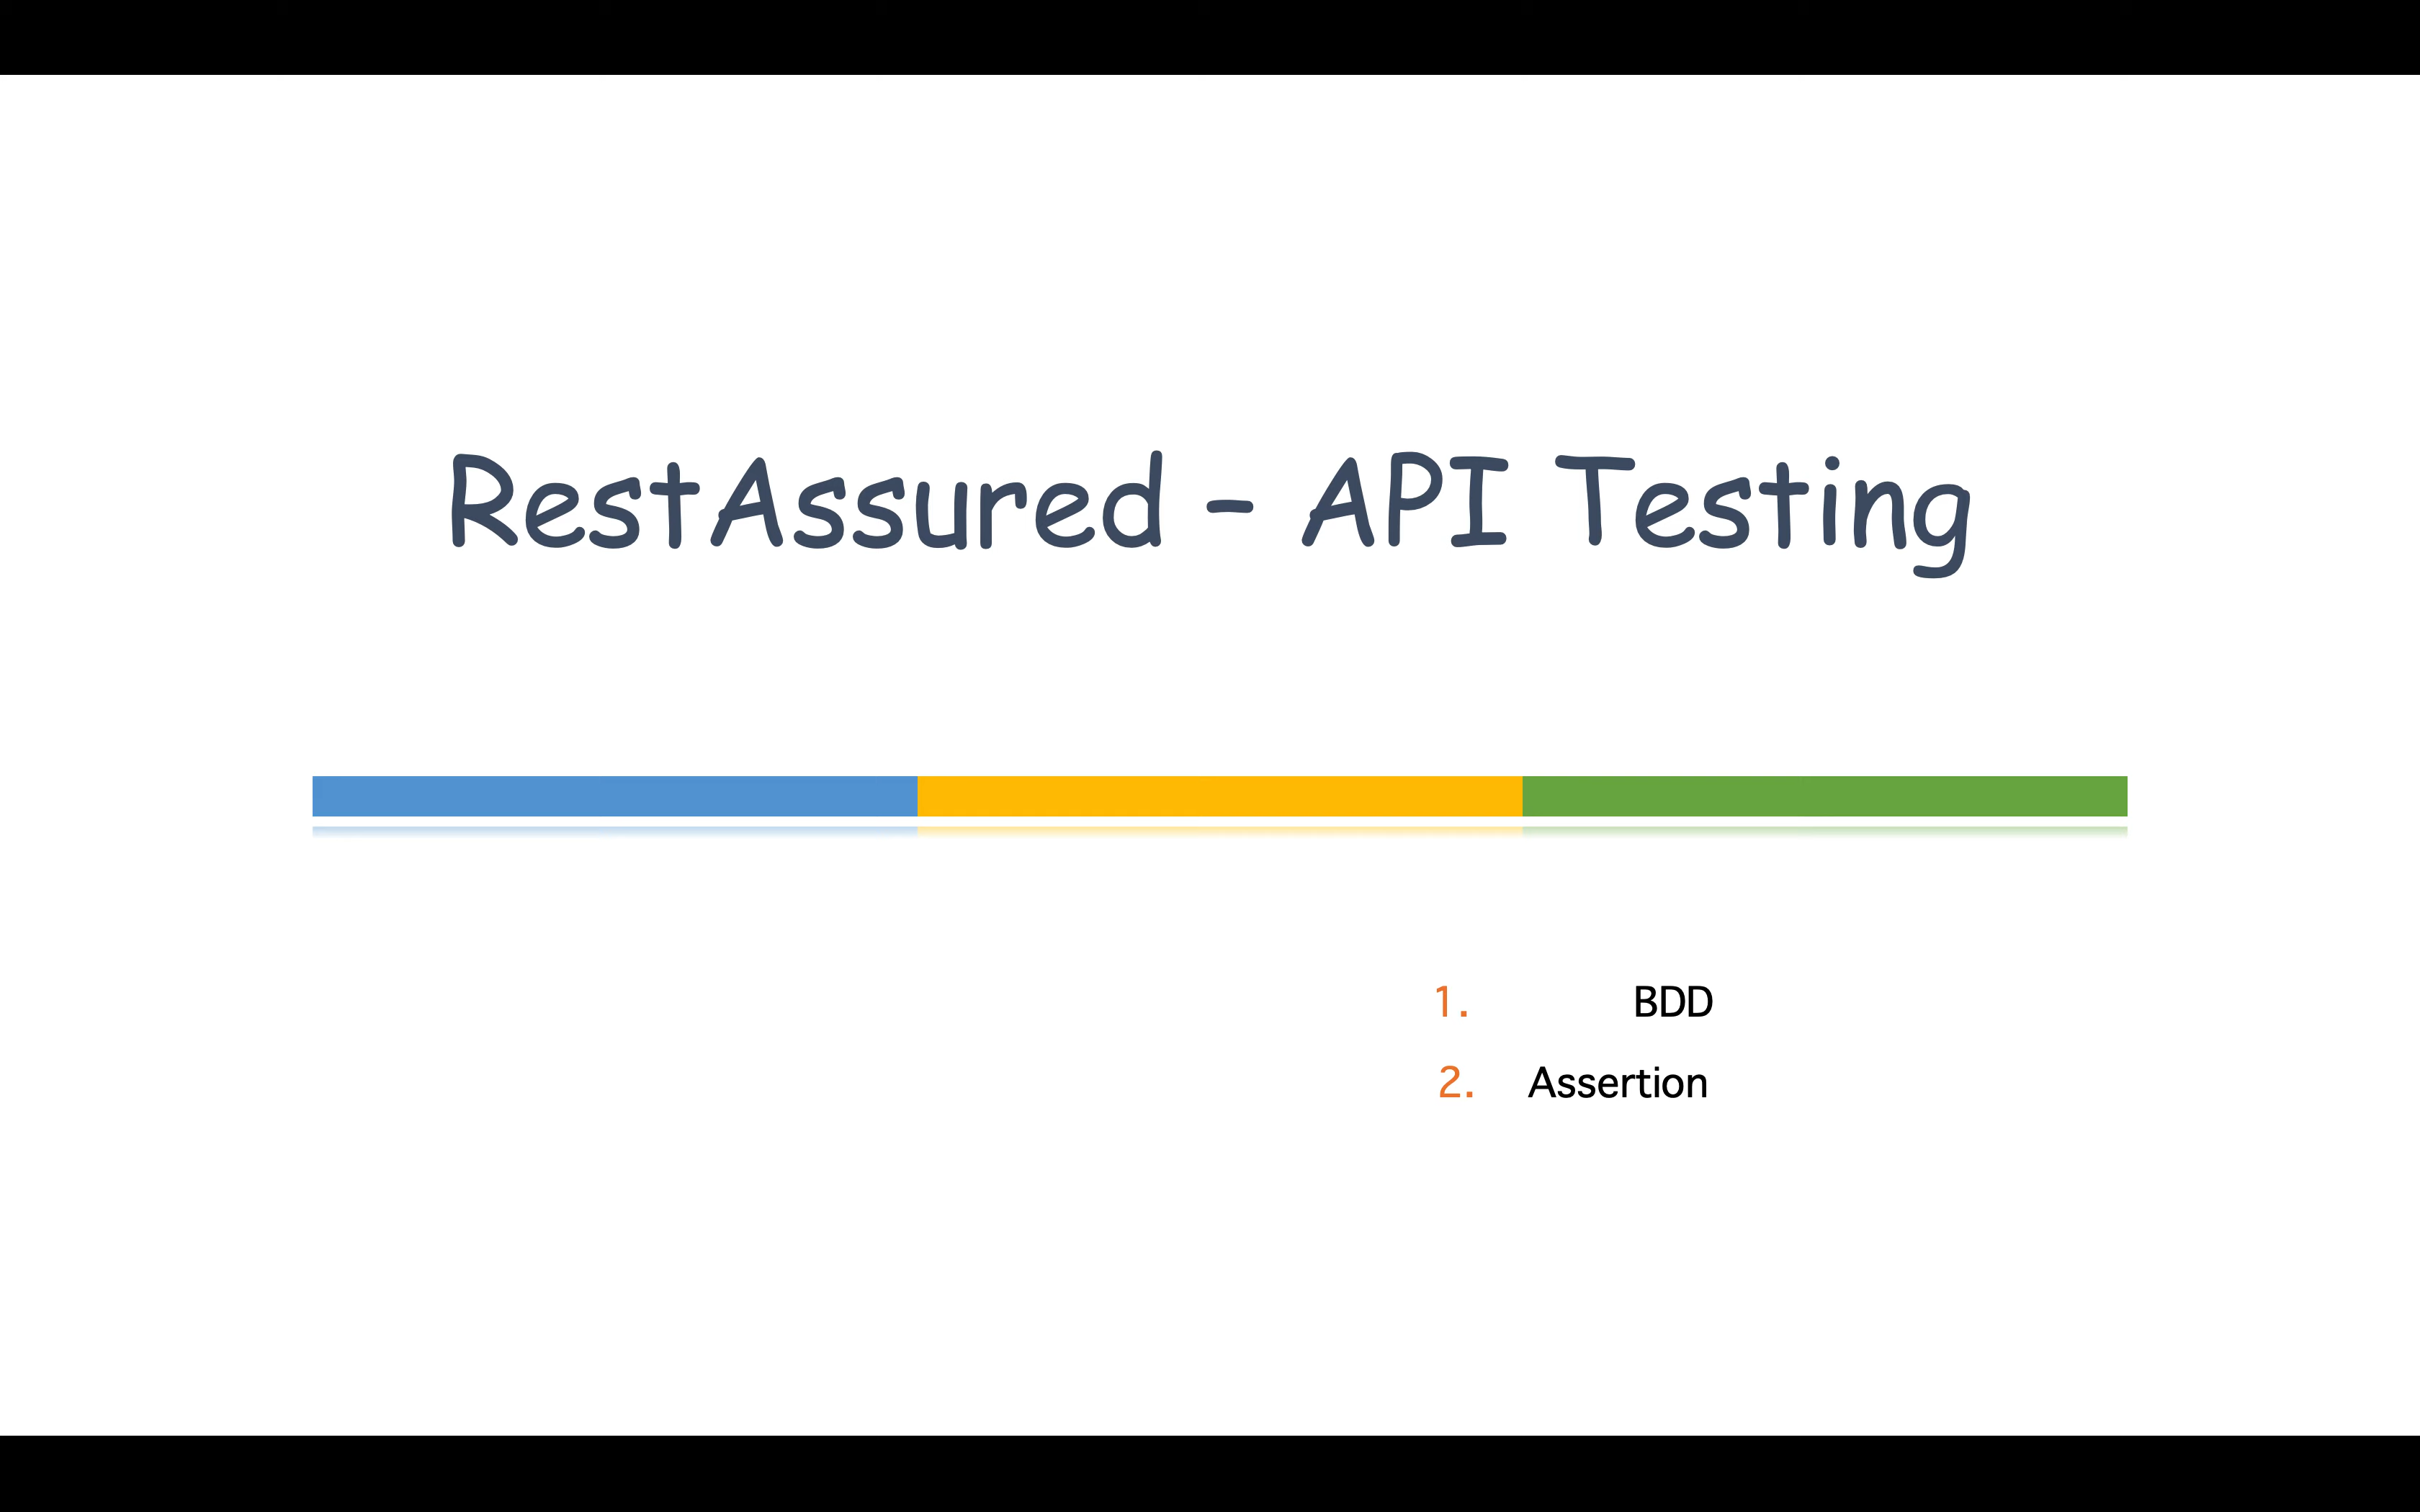 RestAssured - API Testing
1. BDD
2. Assertion